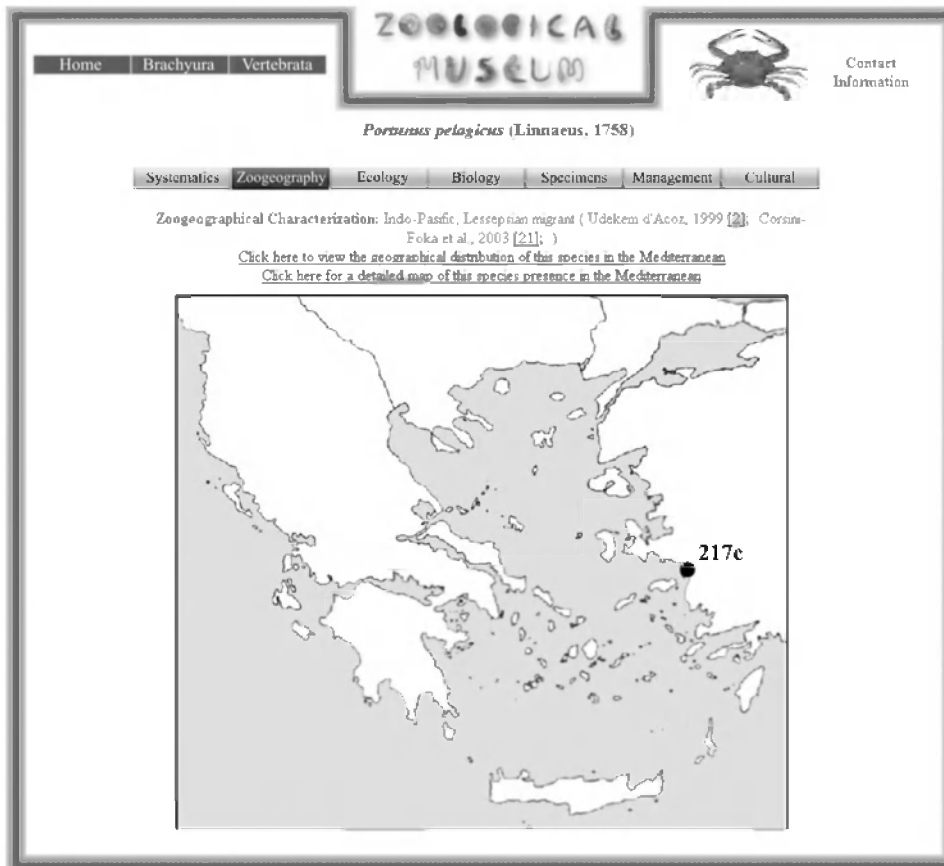 ZOOLOGICAL
MUSEUM
Home Brachyura Vertebrata
Contact
Information
Portunus pelagicus (Linnaeus, 1758)
Systematics Zoogeography Ecology Biology Specimens Management Cultural
Zoogeographical Characterization: Indo-Pasific, Lessepsian migrant ( Udekem d'Acoz, 1999 [2]; Corsini-
Foka et al., 2003 [21]; )
Click here to view the geographical distribution of this species in the Mediterranean
Click here for a detailed map of this species presence in the Mediterranean
217c